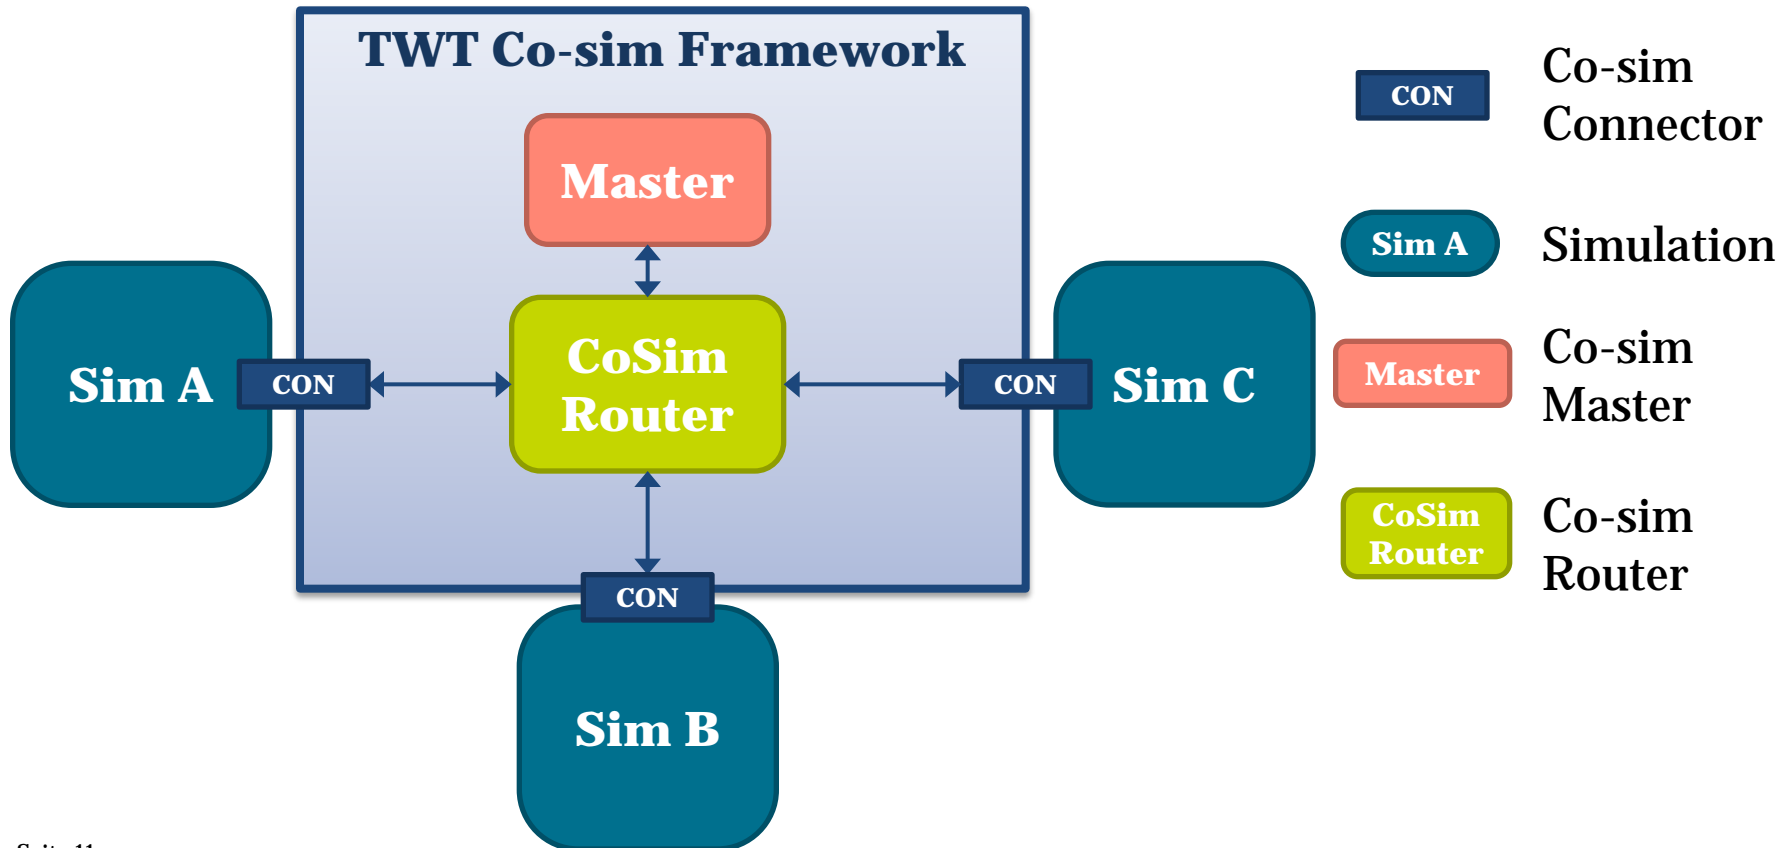 TWT Co-sim Framework
Master
CoSim
Router
Sim A
CON
CON
Sim C
CON
Sim B
CON
Co-sim
Connector
Sim A
Simulation
Master
Co-sim
Master
CoSim
Router
Co-sim
Router